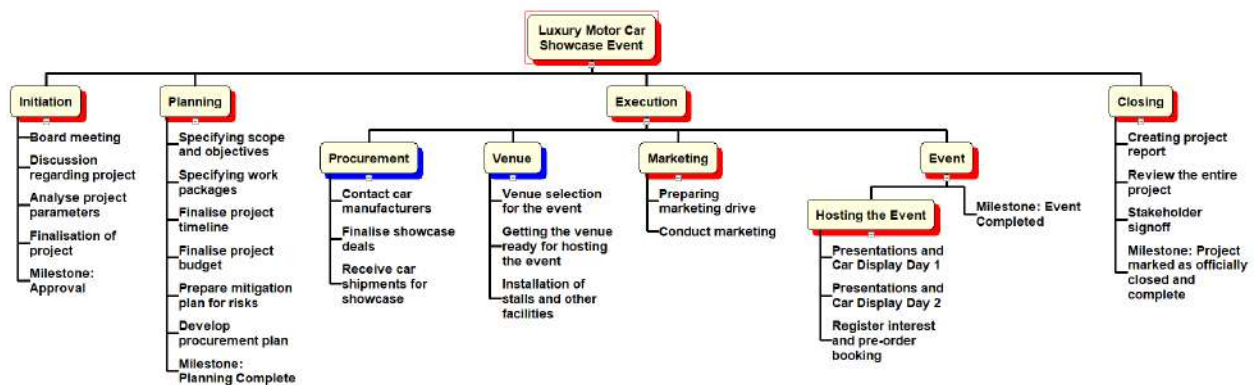 Luxury Motor Car
Showcase Event
Initiation
Board meeting
Discussion
regarding project
Analyse project
parameters
Finalisation of
project
Milestone:
Approval
Planning
Specifying scope
and objectives
Specifying work
packages
Finalise project
timeline
Finalise project
budget
Prepare mitigation
plan for risks
Develop
procurement plan
Milestone:
Planning Complete
Execution
Procurement
Contact car
manufacturers
Finalise showcase
deals
Receive car
shipments for
showcase
Venue
Venue selection
for the event
Getting the venue
ready for hosting
the event
Installation of
stalls and other
facilities
Marketing
Preparing
marketing drive
Conduct marketing
Event
Hosting the Event
Presentations and
Car Display Day 1
Presentations and
Car Display Day 2
Register interest
and pre-order
booking
Milestone: Event
Completed
Closing
Creating project
report
Review the entire
project
Stakeholder
signoff
Milestone: Project
marked as officially
closed and
complete